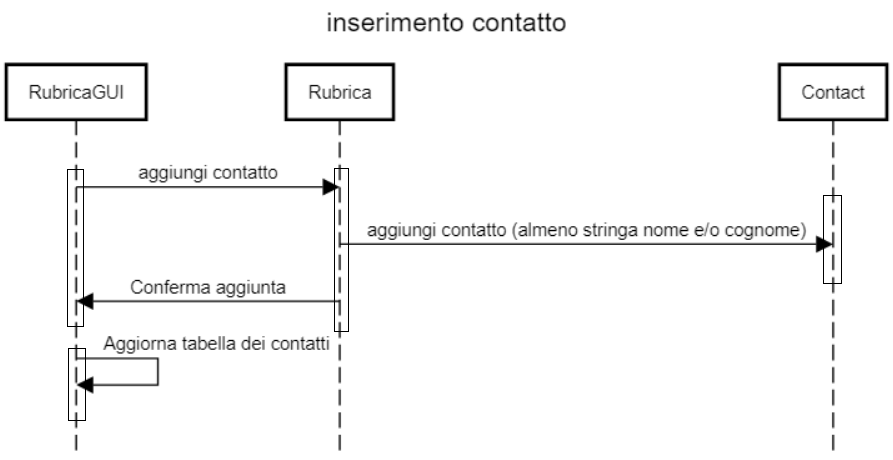 inserimento contatto
RubricaGUI
Rubrica
Contact
aggiungi contatto
aggiungi contatto (almeno stringa nome e/o cognome)
Conferma aggiunta
Aggiorna tabella dei contatti